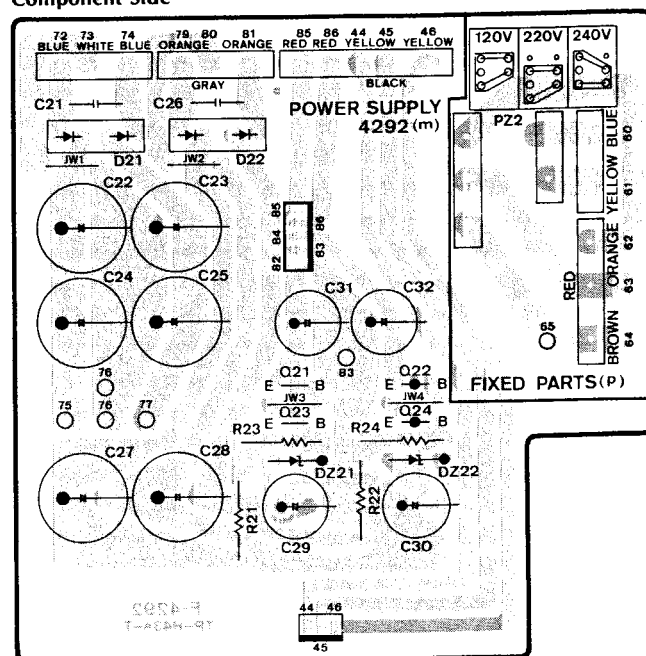 Component Side
72 73 74 79 80 81 85 86 44 45 46
BLUE WHITE BLUE ORANGE ORANGE RED RED YELLOW YELLOW
GRAY BLACK
120V 220V 240V
C21 C26
POWER SUPPLY
4292 (m)
PZ2
JW1 D21 JW2 D22
BLUE 60
YELLOW 61
C22 C23
85 84 82
86 63
ORANGE 62
RED 63
BROWN 64
C24 C25 C31 C32
65
83
76
E Q21 B E Q22 B
FIXED PARTS (P)
JW3 JW4
75 76 77
E Q23 B E Q24 B
R23 R24
DZ21 DZ22
C27 C28
R21 R22
C29 C30
F-4292
44 46
45